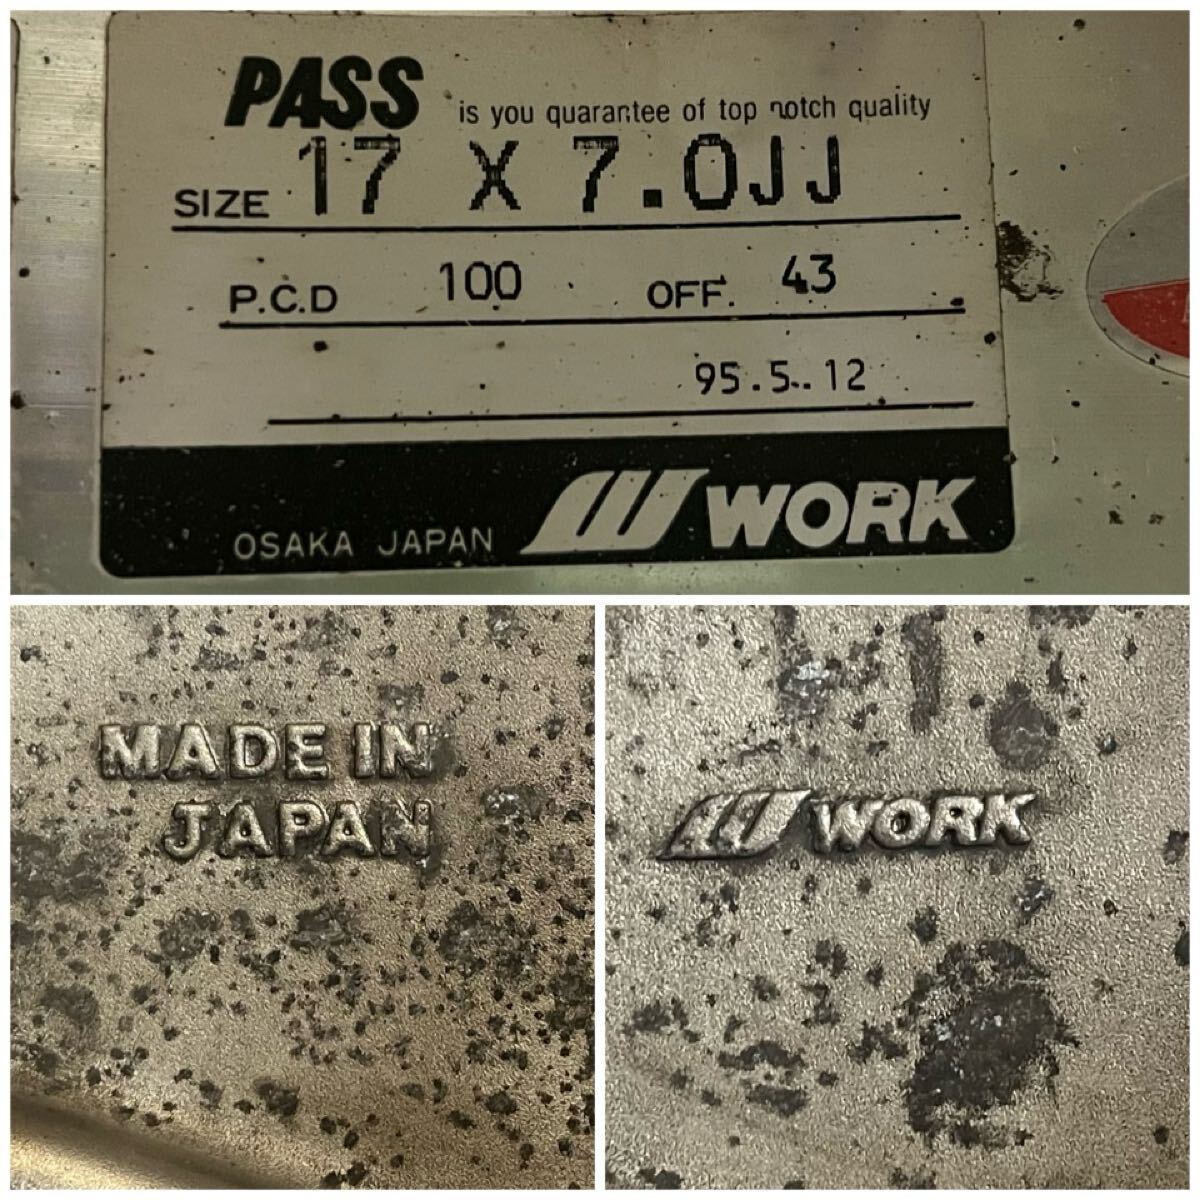 PASS is you quarantee of top notch quality
SIZE 17 X 7.0JJ
P.C.D 100 OFF. 43
95.5..12
OSAKA JAPAN W WORK
MADE IN
JAPAN
W WORK